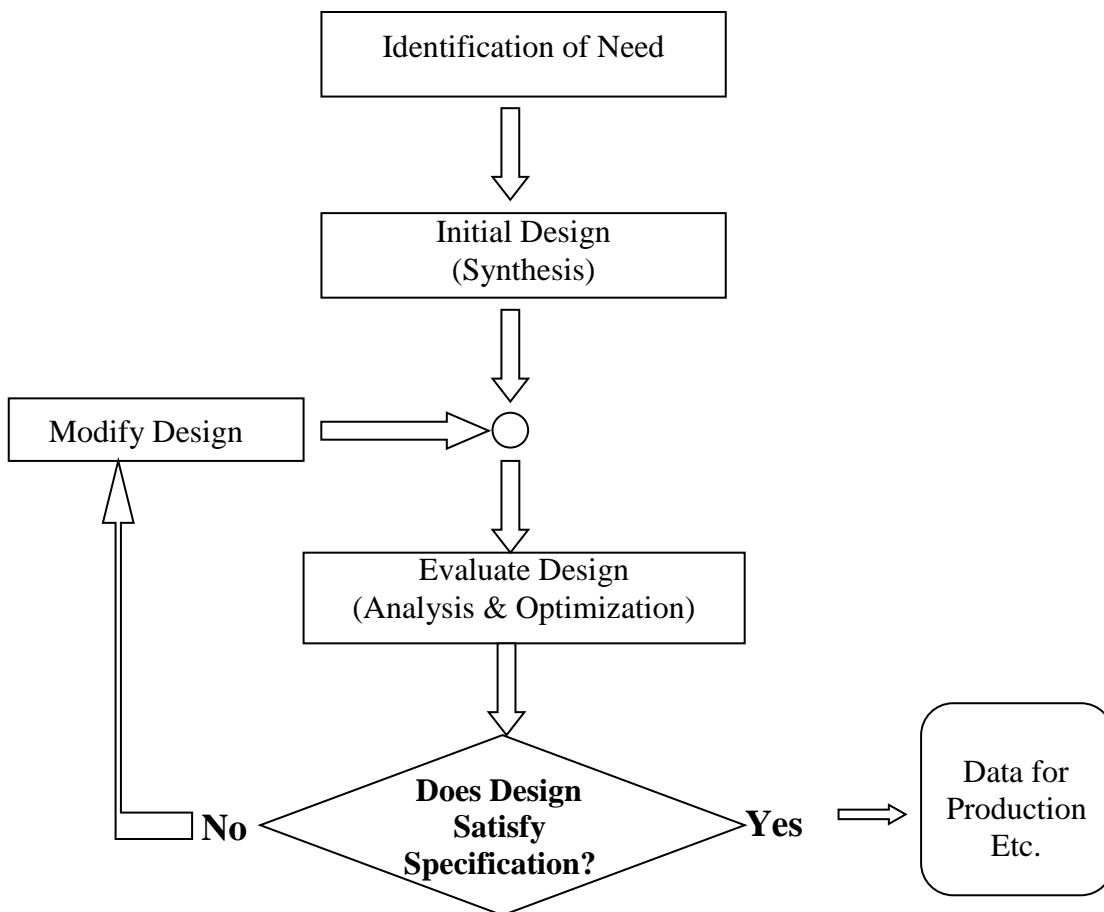 Identification of Need
Initial Design
(Synthesis)
Modify Design
Evaluate Design
(Analysis & Optimization)
Does Design
Satisfy
Specification?
No
Yes
Data for
Production
Etc.